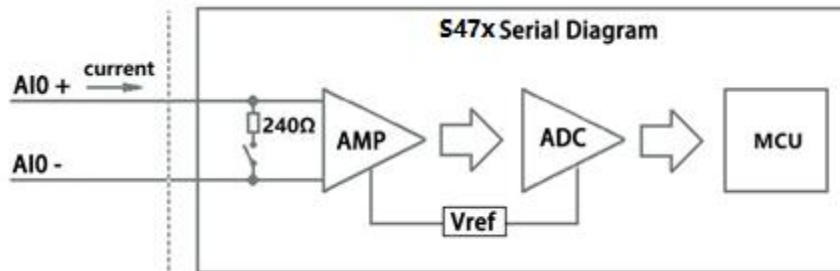 S47x Serial Diagram
current
AI0 +
240Ω
AMP
ADC
MCU
AI0 -
Vref